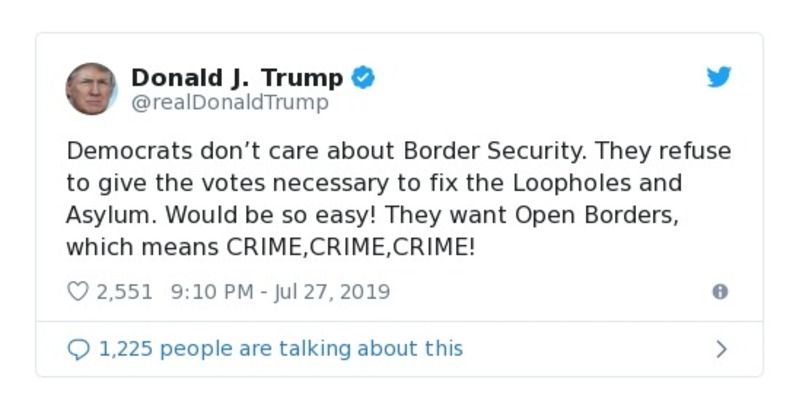 Donald J. Trump
@realDonaldTrump
Democrats don’t care about Border Security. They refuse
to give the votes necessary to fix the Loopholes and
Asylum. Would be so easy! They want Open Borders,
which means CRIME,CRIME,CRIME!
2,551 9:10 PM - Jul 27, 2019
1,225 people are talking about this